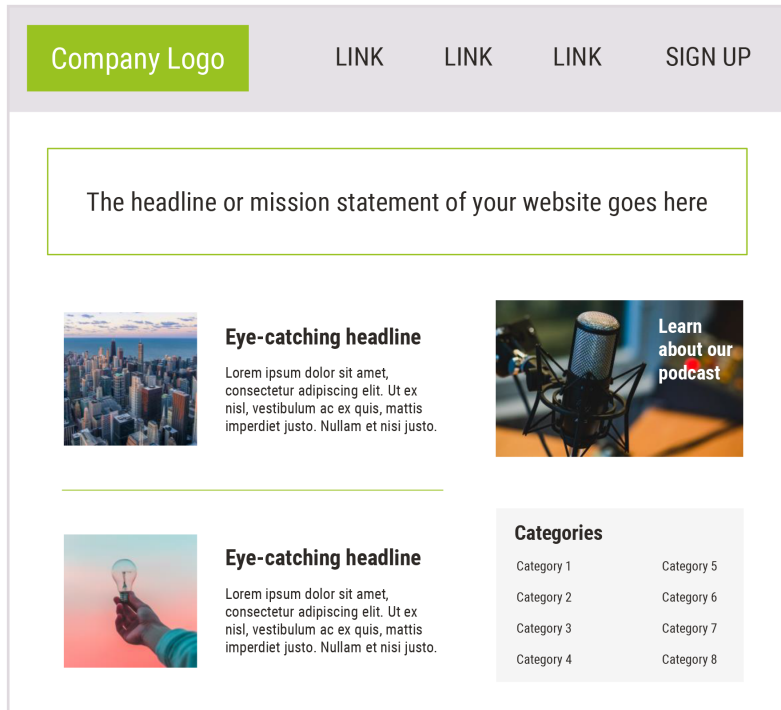 Company Logo
LINK
LINK
LINK
SIGN UP
The headline or mission statement of your website goes here
Eye-catching headline
Lorem ipsum dolor sit amet,
consectetur adipiscing elit. Ut ex
nisl, vestibulum ac ex quis, mattis
imperdiet justo. Nullam et nisi justo.
Learn
about our
podcast
Eye-catching headline
Lorem ipsum dolor sit amet,
consectetur adipiscing elit. Ut ex
nisl, vestibulum ac ex quis, mattis
imperdiet justo. Nullam et nisi justo.
Categories
Category 1
Category 5
Category 2
Category 6
Category 3
Category 7
Category 4
Category 8